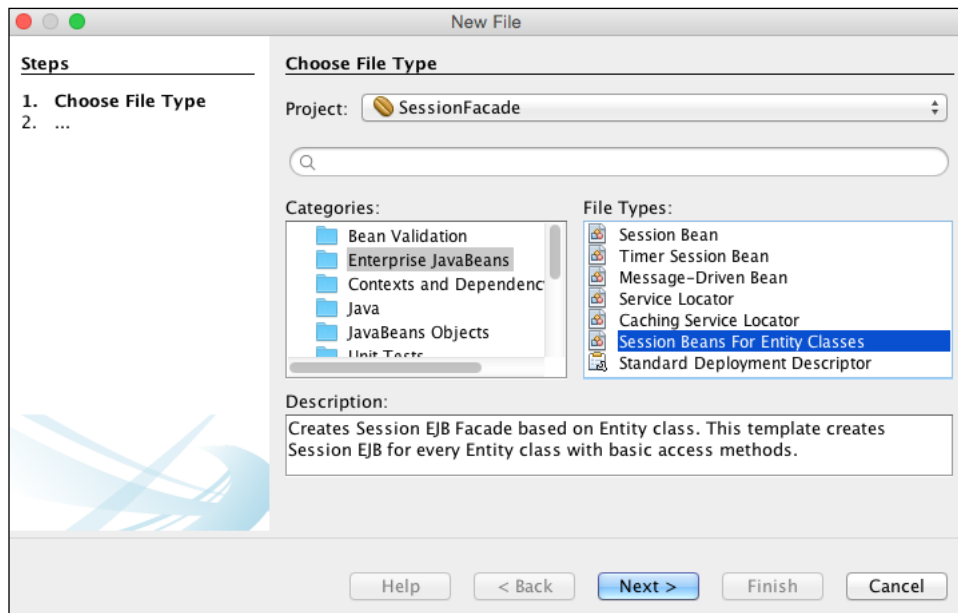 New File
Steps
1. Choose File Type
2. ...
Choose File Type
Project: SessionFacade
Categories:
Bean Validation
Enterprise JavaBeans
Contexts and Dependenc
Java
JavaBeans Objects
Unit Tests
File Types:
Session Bean
Timer Session Bean
Message-Driven Bean
Service Locator
Caching Service Locator
Session Beans For Entity Classes
Standard Deployment Descriptor
Description:
Creates Session EJB Facade based on Entity class. This template creates
Session EJB for every Entity class with basic access methods.
Help < Back Next > Finish Cancel